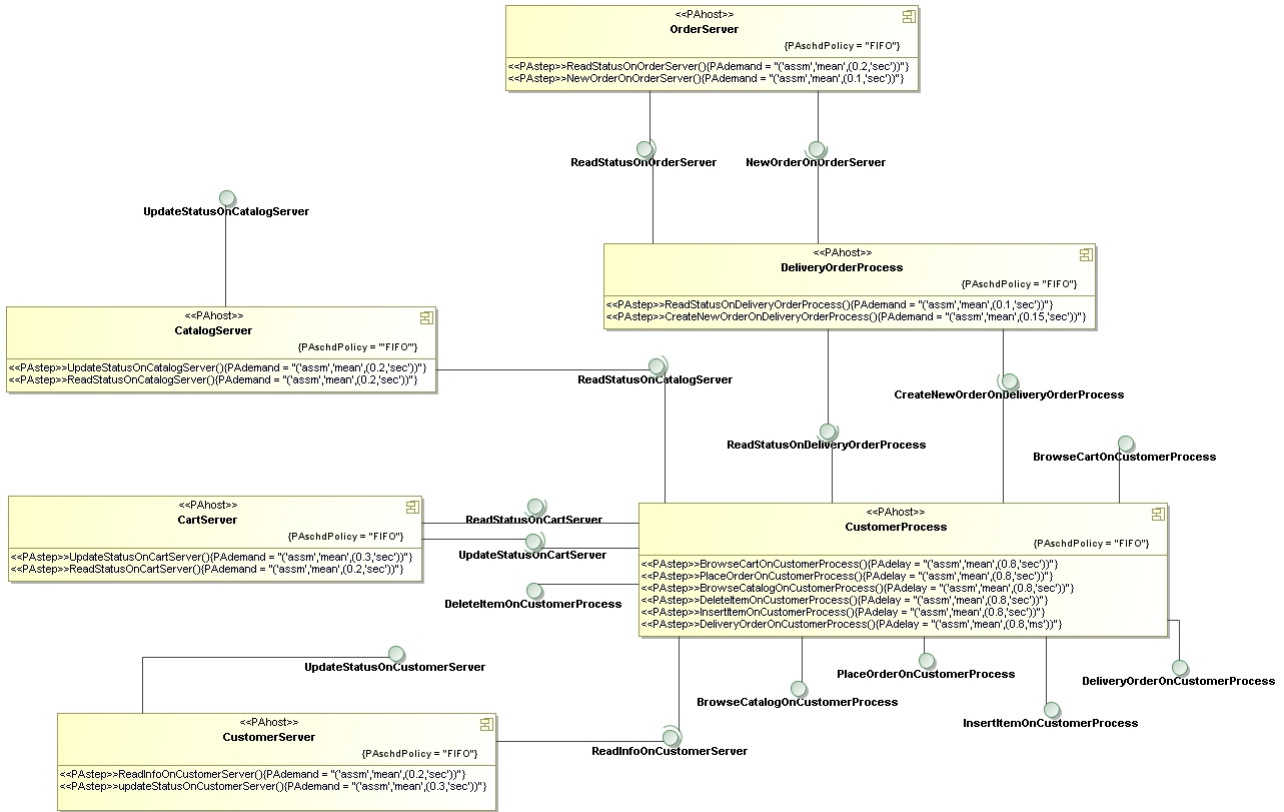 <<PAhost>>
OrderServer
{PAschdPolicy = "FIFO"}
<<PAstep>>ReadStatusOnOrderServer(){PAdemand = "('assm','mean',(0.2,'sec'))"}
<<PAstep>>NewOrderOnOrderServer(){PAdemand = "('assm','mean',(0.1,'sec'))"}
ReadStatusOnOrderServer
NewOrderOnOrderServer
UpdateStatusOnCatalogServer
<<PAhost>>
DeliveryOrderProcess
{PAschdPolicy = "FIFO"}
<<PAstep>>ReadStatusOnDeliveryOrderProcess(){PAdemand = "('assm','mean',(0.1,'sec'))"}
<<PAstep>>CreateNewOrderOnDeliveryOrderProcess(){PAdemand = "('assm','mean',(0.15,'sec'))"}
<<PAhost>>
CatalogServer
{PAschdPolicy = "'FIFO'"}
<<PAstep>>UpdateStatusOnCatalogServer(){PAdemand = "('assm','mean',(0.2,'sec'))"}
<<PAstep>>ReadStatusOnCatalogServer(){PAdemand = "('assm','mean',(0.2,'sec'))"}
ReadStatusOnCatalogServer
CreateNewOrderOnDeliveryOrderProcess
ReadStatusOnDeliveryOrderProcess
BrowseCartOnCustomerProcess
<<PAhost>>
CartServer
{PAschdPolicy = "FIFO"}
<<PAstep>>UpdateStatusOnCartServer(){PAdemand = "('assm','mean',(0.3,'sec'))"}
<<PAstep>>ReadStatusOnCartServer(){PAdemand = "('assm','mean',(0.2,'sec'))"}
ReadStatusOnCartServer
UpdateStatusOnCartServer
DeleteItemOnCustomerProcess
<<PAhost>>
CustomerProcess
{PAschdPolicy = "FIFO"}
<<PAstep>>BrowseCartOnCustomerProcess(){PAdelay = "('assm','mean',(0.8,'sec'))"}
<<PAstep>>PlaceOrderOnCustomerProcess(){PAdelay = "('assm','mean',(0.8,'sec'))"}
<<PAstep>>BrowseCatalogOnCustomerProcess(){PAdelay = "('assm','mean',(0.8,'sec'))"}
<<PAstep>>DeleteItemOnCustomerProcess(){PAdelay = "('assm','mean',(0.8,'sec'))"}
<<PAstep>>InsertItemOnCustomerProcess(){PAdelay = "('assm','mean',(0.8,'sec'))"}
<<PAstep>>DeliveryOrderOnCustomerProcess(){PAdelay = "('assm','mean',(0.8,'ms'))"}
UpdateStatusOnCustomerServer
PlaceOrderOnCustomerProcess
DeliveryOrderOnCustomerProcess
BrowseCatalogOnCustomerProcess
InsertItemOnCustomerProcess
<<PAhost>>
CustomerServer
{PAschdPolicy = "FIFO"}
<<PAstep>>ReadInfoOnCustomerServer(){PAdemand = "('assm','mean',(0.2,'sec'))"}
<<PAstep>>updateStatusOnCustomerServer(){PAdemand = "('assm','mean',(0.3,'sec'))"}
ReadInfoOnCustomerServer